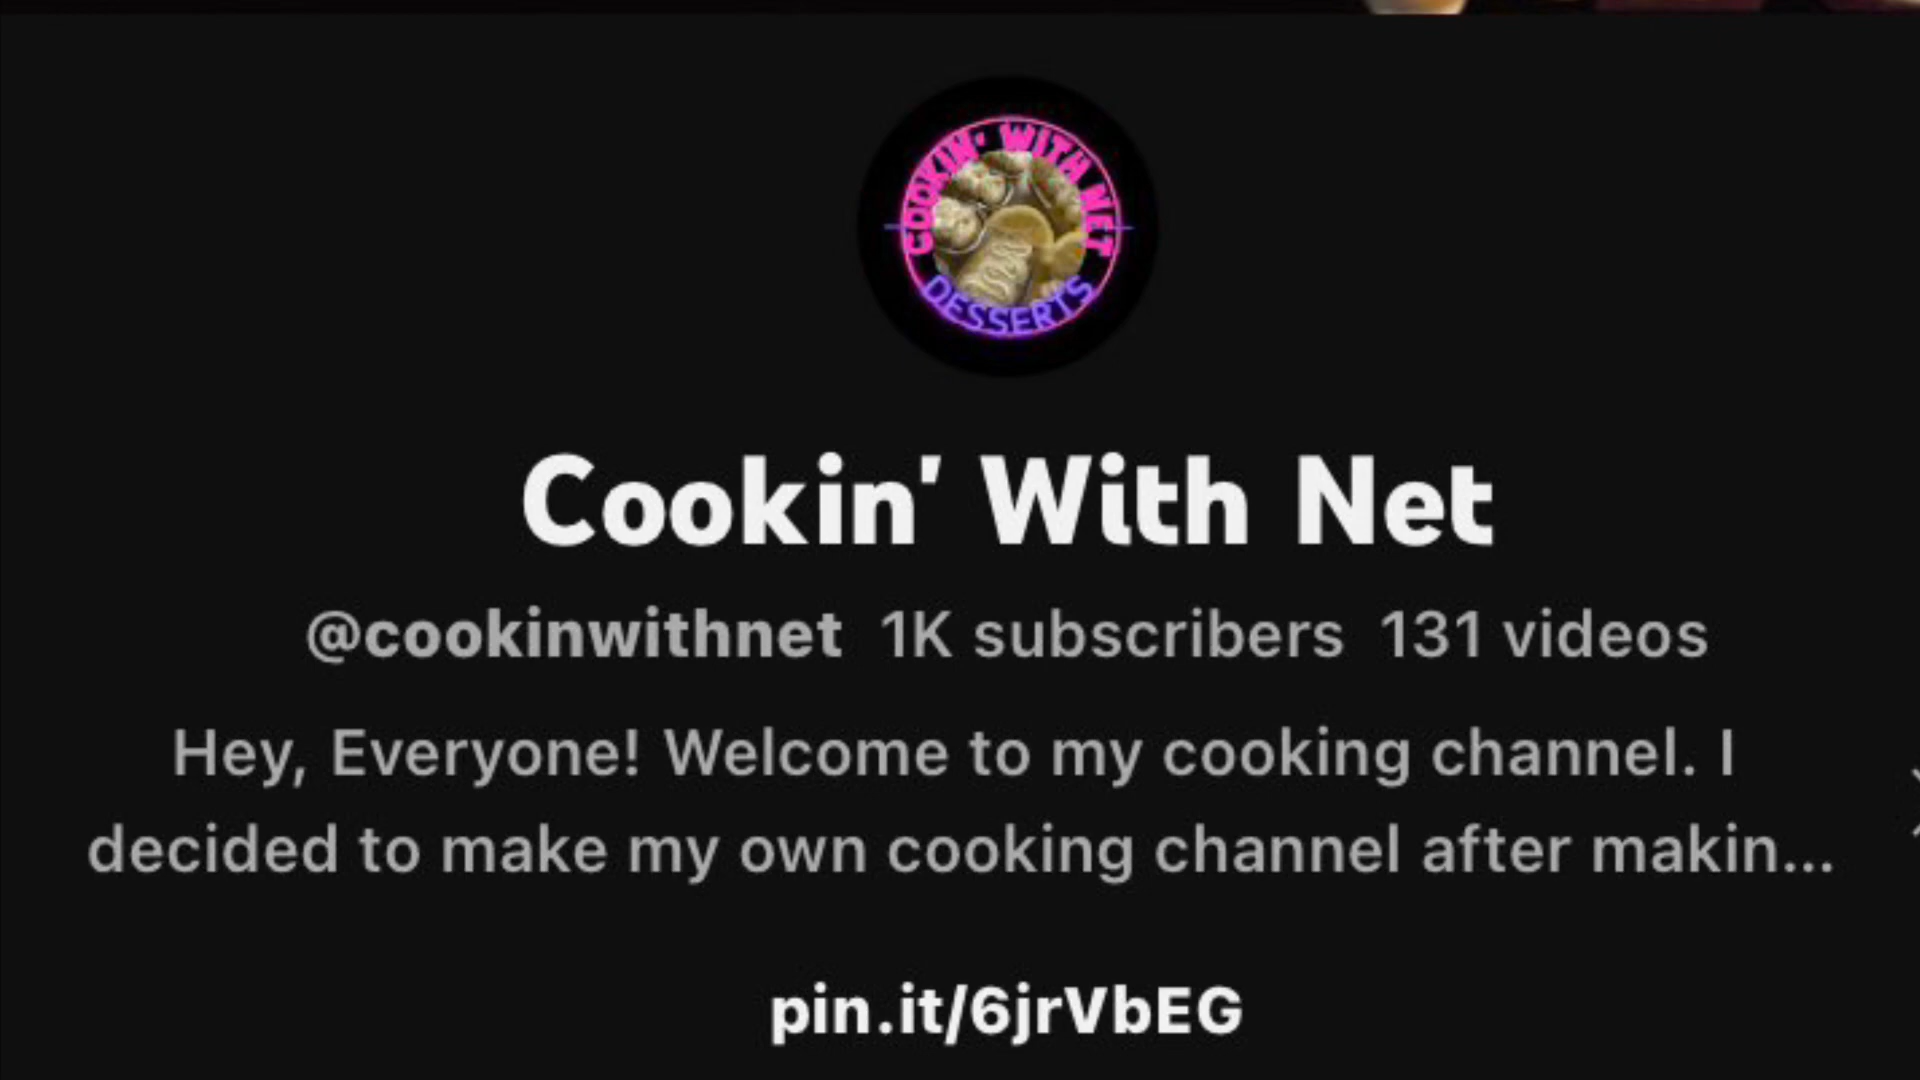 COOKIN' WITH NET
DESSERTS
Cookin' With Net
@cookinwithnet 1K subscribers 131 videos
Hey, Everyone! Welcome to my cooking channel. I
decided to make my own cooking channel after makin...
pin.it/6jrVbEG